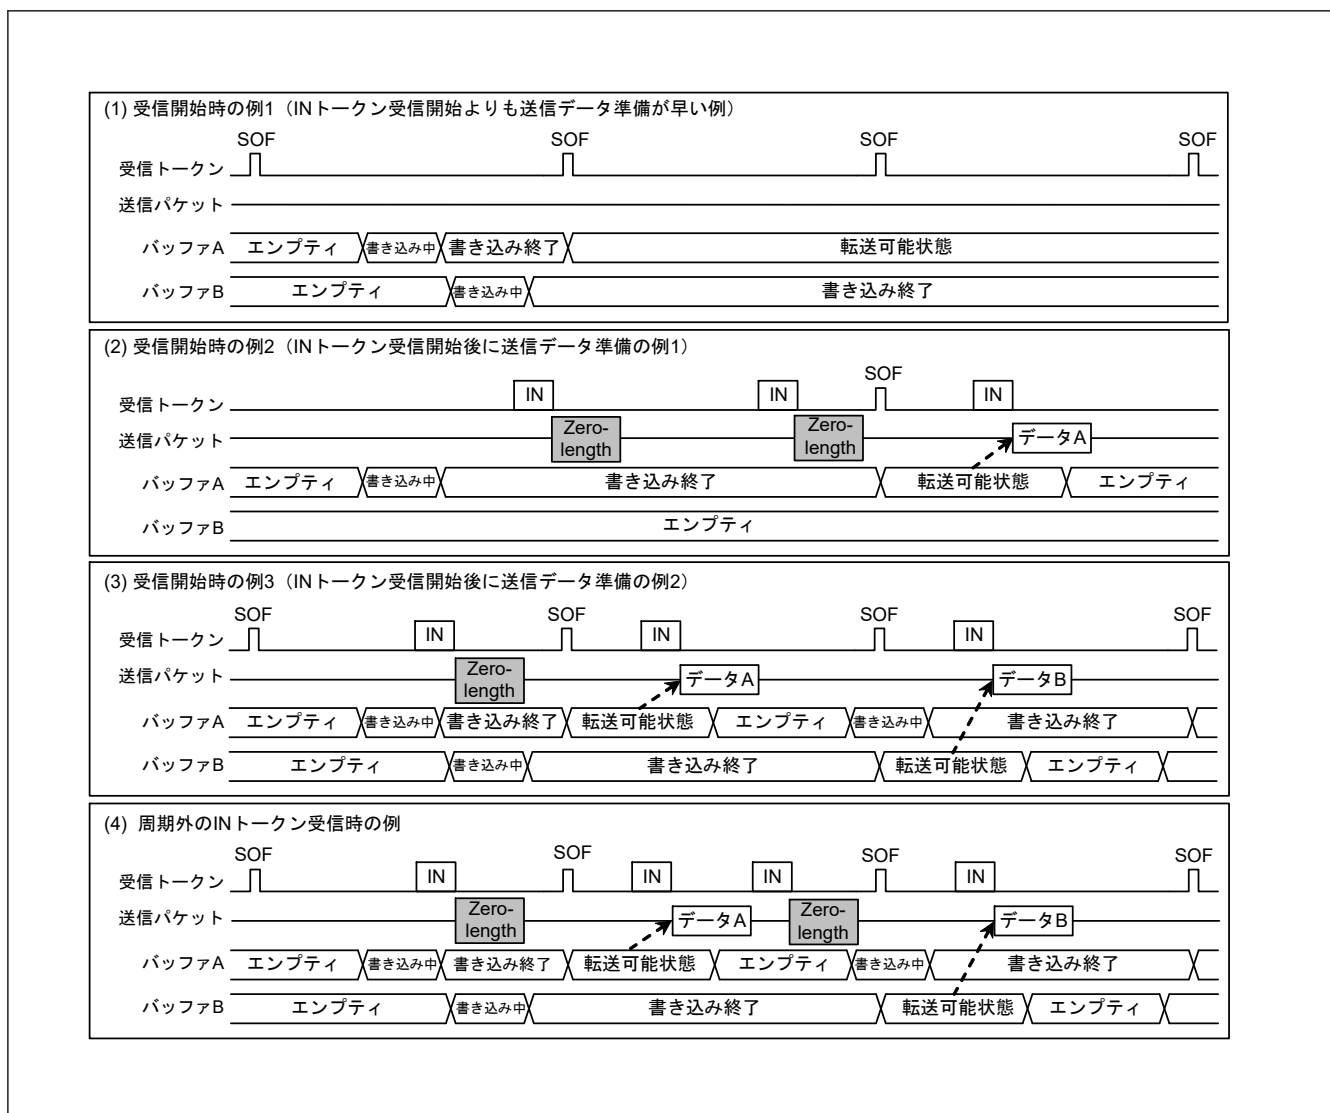 (1) 受信開始時の例1（INトークン受信開始よりも送信データ準備が早い例）
SOF SOF SOF SOF
受信トークン
送信パケット
バッファA エンプティ 書き込み中 書き込み終了 転送可能状態
バッファB エンプティ 書き込み中 書き込み終了
(2) 受信開始時の例2（INトークン受信開始後に送信データ準備の例1）
SOF
受信トークン IN IN IN
送信パケット Zero-length Zero-length データA
バッファA エンプティ 書き込み中 書き込み終了 転送可能状態 エンプティ
バッファB エンプティ
(3) 受信開始時の例3（INトークン受信開始後に送信データ準備の例2）
SOF SOF SOF SOF
受信トークン IN IN IN
送信パケット Zero-length データA データB
バッファA エンプティ 書き込み中 書き込み終了 転送可能状態 エンプティ 書き込み中 書き込み終了
バッファB エンプティ 書き込み中 書き込み終了 転送可能状態 エンプティ
(4) 周期外のINトークン受信時の例
SOF SOF SOF SOF
受信トークン IN IN IN IN
送信パケット Zero-length データA Zero-length データB
バッファA エンプティ 書き込み中 書き込み終了 転送可能状態 エンプティ 書き込み中 書き込み終了
バッファB エンプティ 書き込み中 書き込み終了 転送可能状態 エンプティ